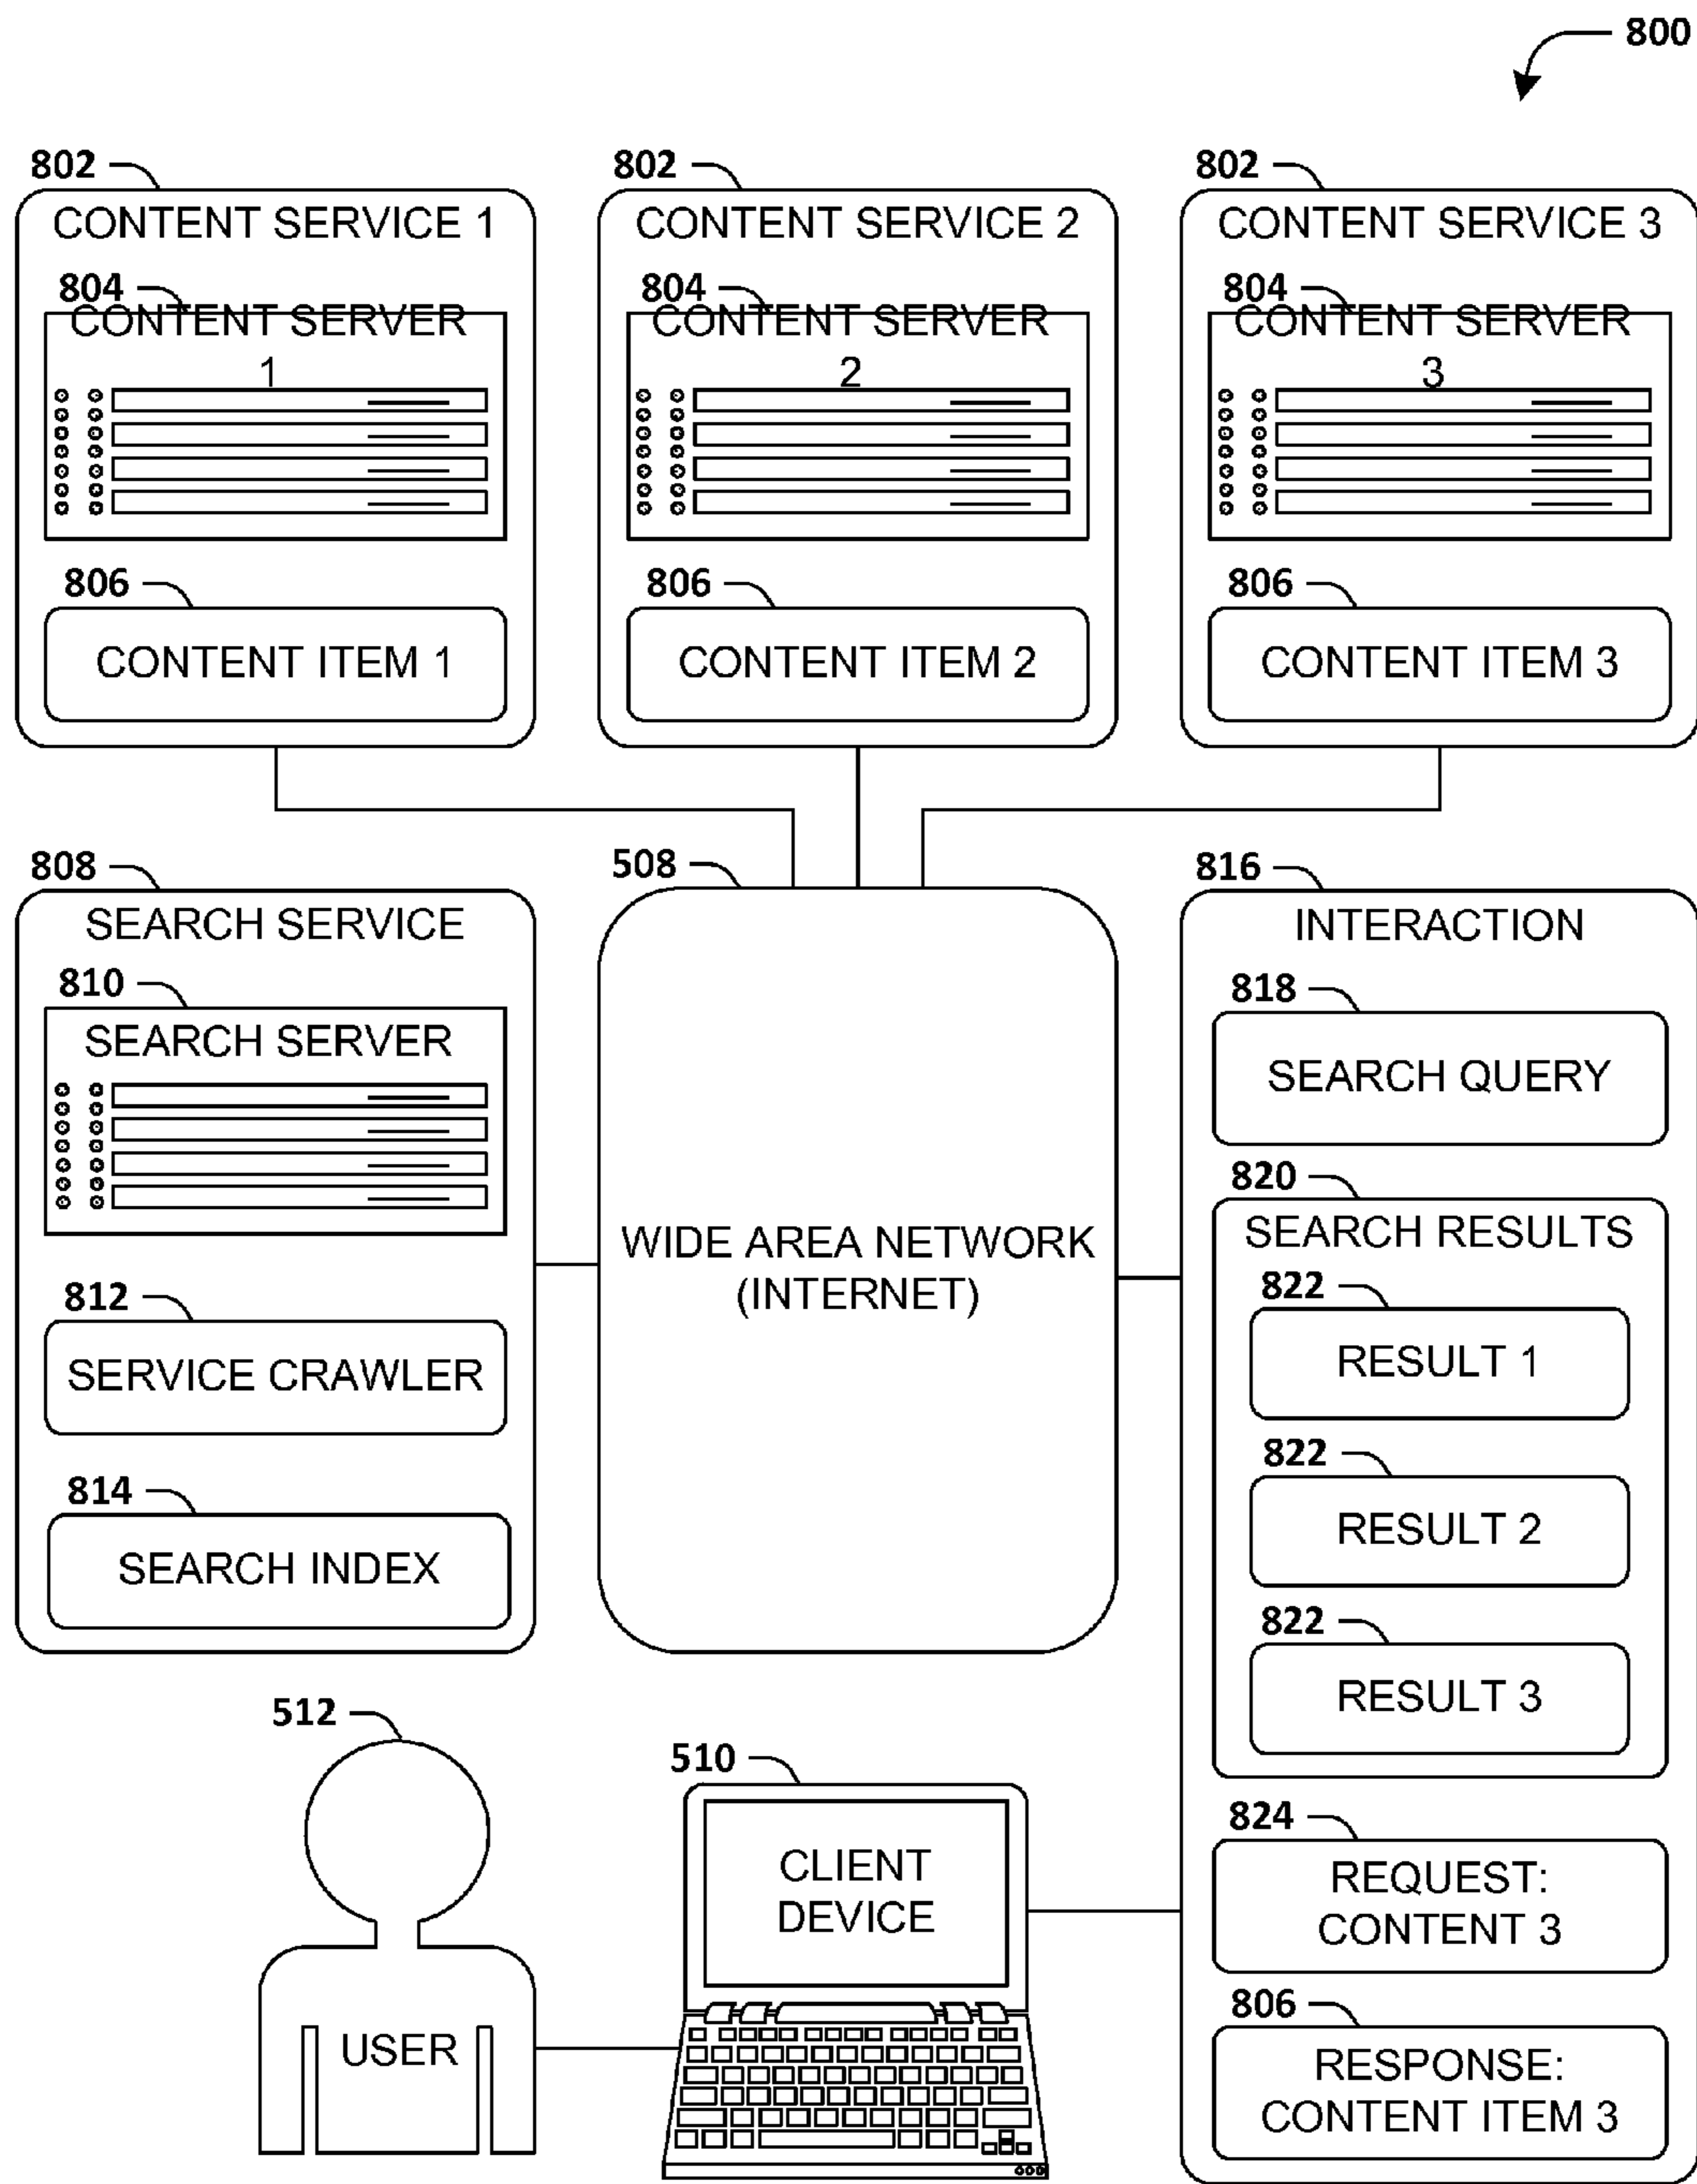 800
802
CONTENT SERVICE 1
804
CONTENT SERVER
1
806
CONTENT ITEM 1
802
CONTENT SERVICE 2
804
CONTENT SERVER
2
806
CONTENT ITEM 2
802
CONTENT SERVICE 3
804
CONTENT SERVER
3
806
CONTENT ITEM 3
808
SEARCH SERVICE
810
SEARCH SERVER
812
SERVICE CRAWLER
814
SEARCH INDEX
508
WIDE AREA NETWORK
(INTERNET)
816
INTERACTION
818
SEARCH QUERY
820
SEARCH RESULTS
822
RESULT 1
822
RESULT 2
822
RESULT 3
824
REQUEST:
CONTENT 3
806
RESPONSE:
CONTENT ITEM 3
512
USER
510
CLIENT
DEVICE